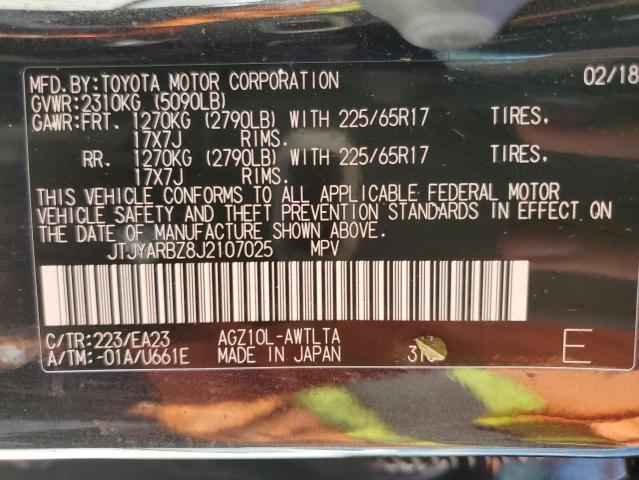 MFD.BY:TOYOTA MOTOR CORPORATION 02/18
GVWR:2310KG (5090LB)
GAWR:FRT. 1270KG (2790LB) WITH 225/65R17 TIRES.
17X7J RIMS.
RR. 1270KG (2790LB) WITH 225/65R17 TIRES.
17X7J RIMS.
THIS VEHICLE CONFORMS TO ALL APPLICABLE FEDERAL MOTOR
VEHICLE SAFETY AND THEFT PREVENTION STANDARDS IN EFFECT ON
THE DATE OF MANUFACTURE SHOWN ABOVE.
JTJYARBZ8J2107025 MPV
C/TR:223/EA23 AGZ10L-AWTLTA
A/TM:-01A/U661E MADE IN JAPAN E